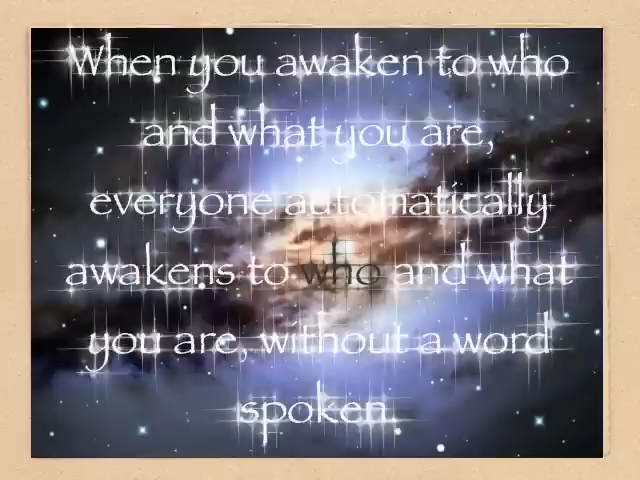 When you awaken to who
and what you are,
everyone automatically
awakens to who and what
you are, without a word
spoken.